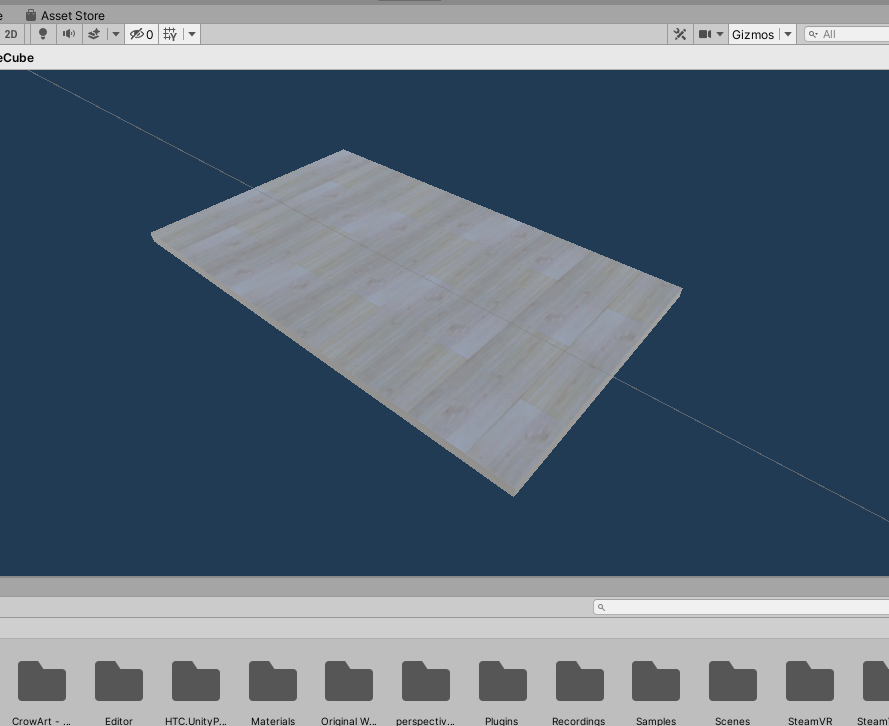 e Asset Store
2D 0 Gizmos All
eCube
CrowArt - ... Editor HTC.UnityP... Materials Original W... perspectiv... Plugins Recordings Samples Scenes SteamVR Steam